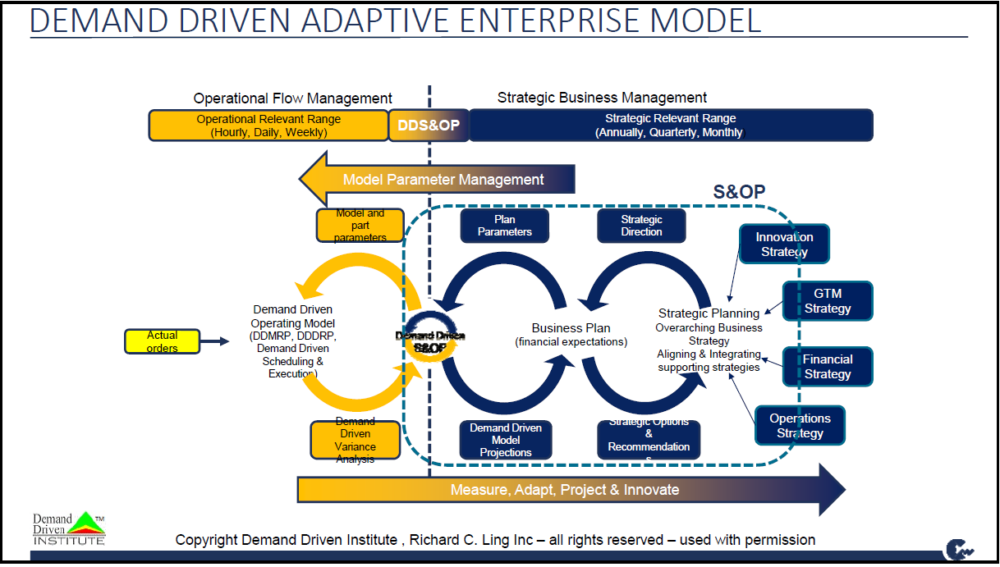 DEMAND DRIVEN ADAPTIVE ENTERPRISE MODEL
Operational Flow Management
Strategic Business Management
Operational Relevant Range
(Hourly, Daily, Weekly)
DDS&OP
Strategic Relevant Range
(Annually, Quarterly, Monthly)
Model Parameter Management
S&OP
Model and
part
parameters
Plan
Parameters
Strategic
Direction
Innovation
Strategy
GTM
Strategy
Financial
Strategy
Operations
Strategy
Actual
orders
Demand Driven
Operating Model
(DDMRP, DDDRP,
Demand Driven
Scheduling &
Execution)
Demand Driven
S&OP
Business Plan
(financial expectations)
Strategic Planning
Overarching Business
Strategy
Aligning & Integrating
supporting strategies
Demand
Driven
Variance
Analysis
Demand Driven
Model
Projections
Strategic Options
&
Recommendation
s
Measure, Adapt, Project & Innovate
Demand
Driven
INSTITUTE
TM
Copyright Demand Driven Institute , Richard C. Ling Inc – all rights reserved – used with permission